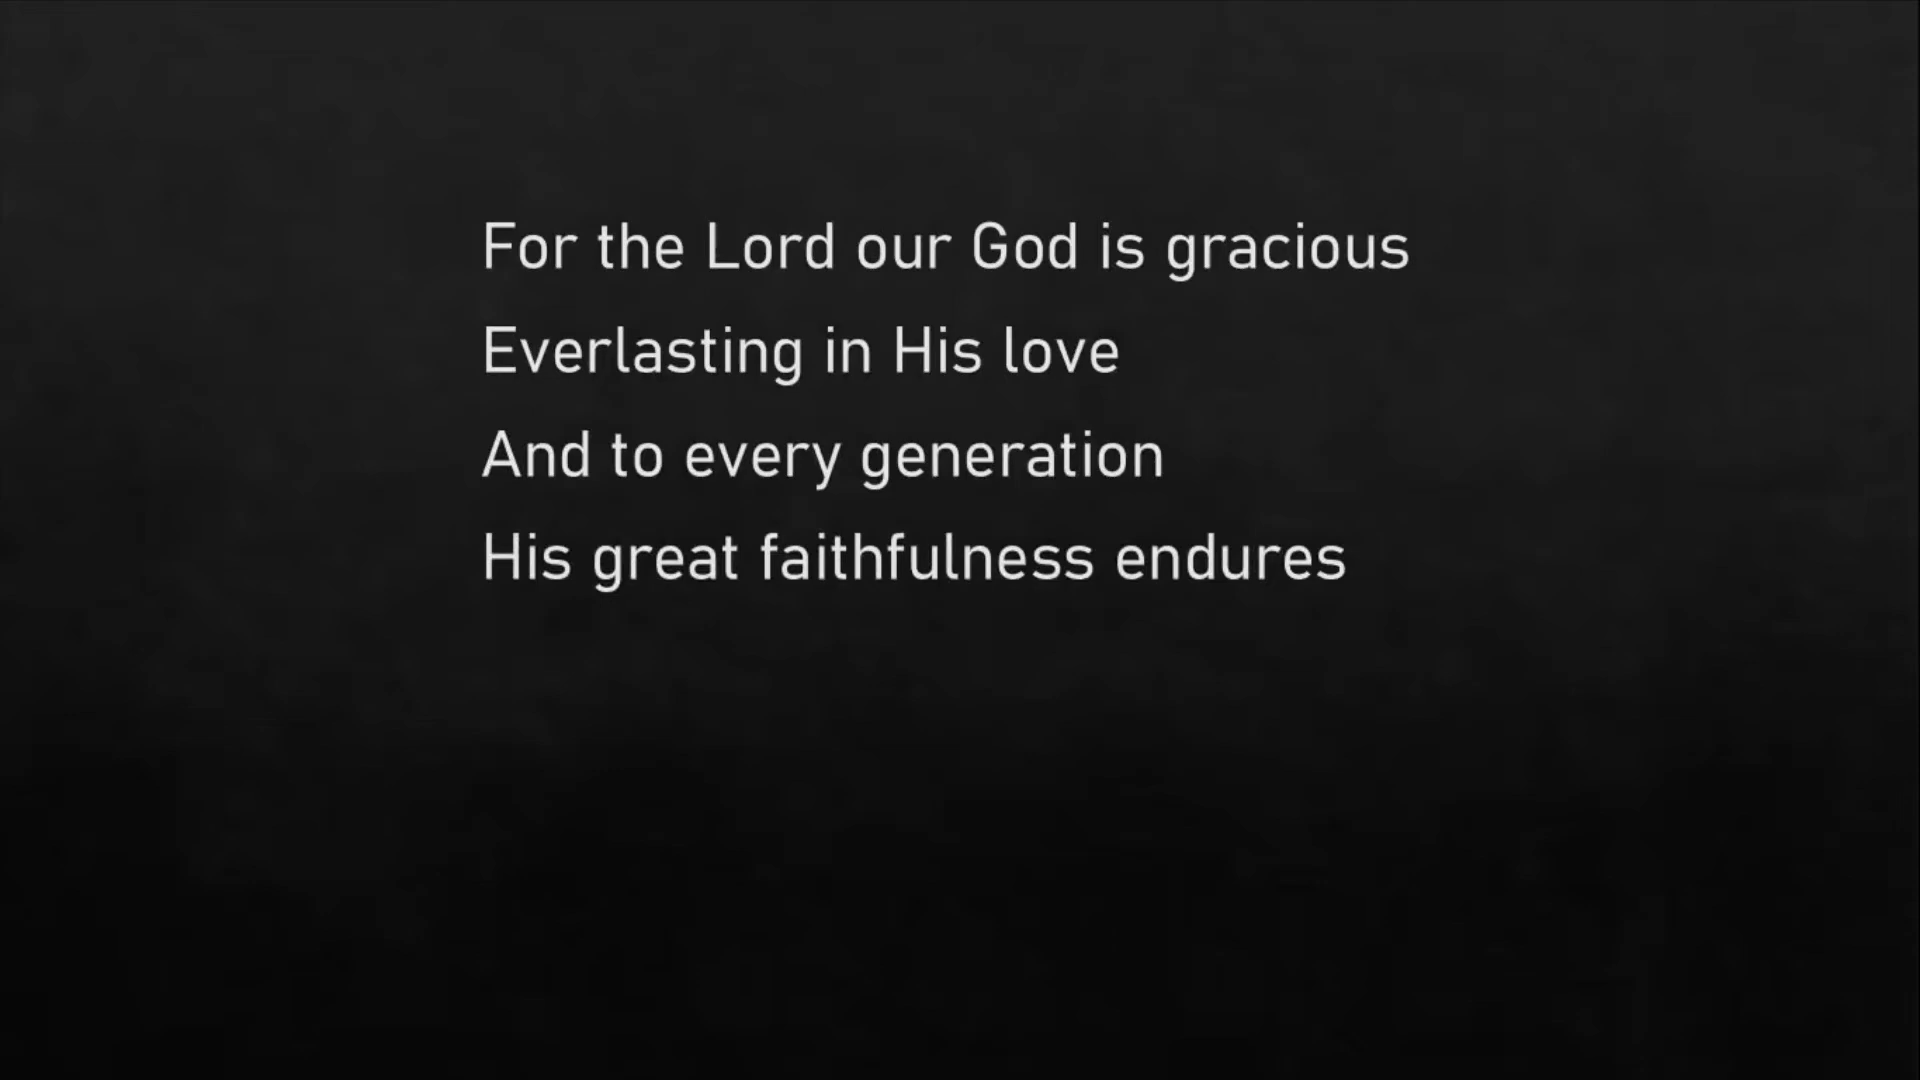 For the Lord our God is gracious
Everlasting in His love
And to every generation
His great faithfulness endures